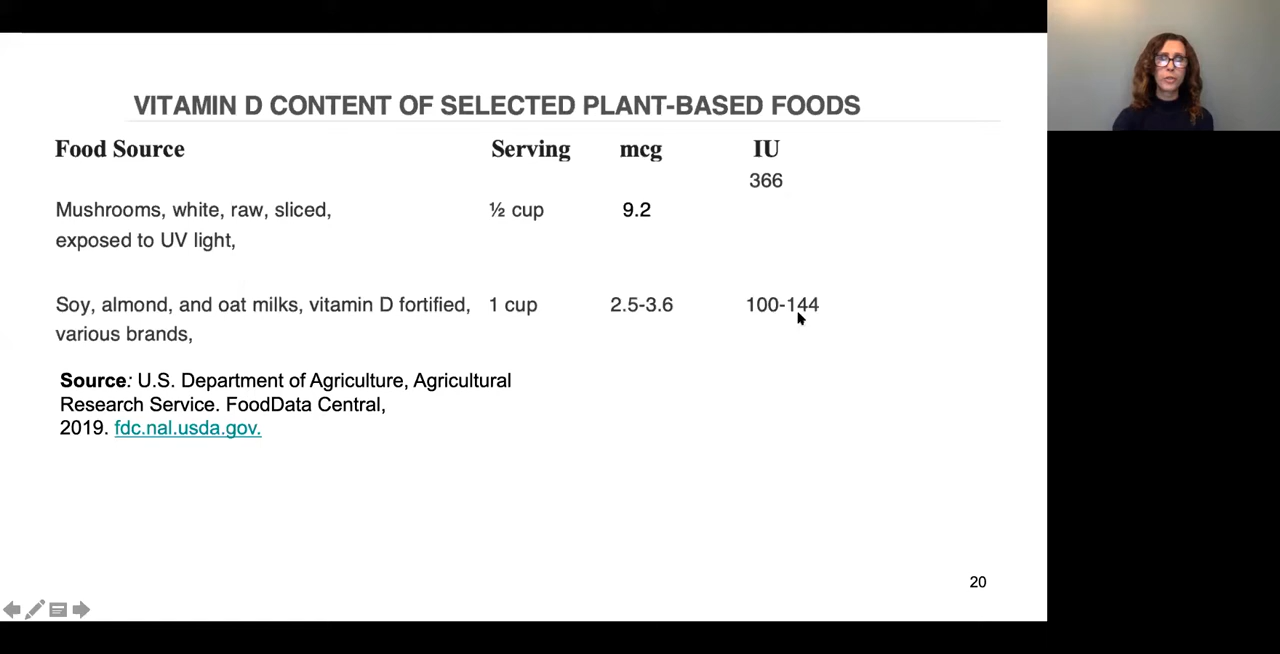 VITAMIN D CONTENT OF SELECTED PLANT-BASED FOODS
Food Source Serving mcg IU
366
Mushrooms, white, raw, sliced, ½ cup 9.2
exposed to UV light,
Soy, almond, and oat milks, vitamin D fortified, 1 cup 2.5-3.6 100-144
various brands,
Source: U.S. Department of Agriculture, Agricultural
Research Service. FoodData Central,
2019. fdc.nal.usda.gov.
20